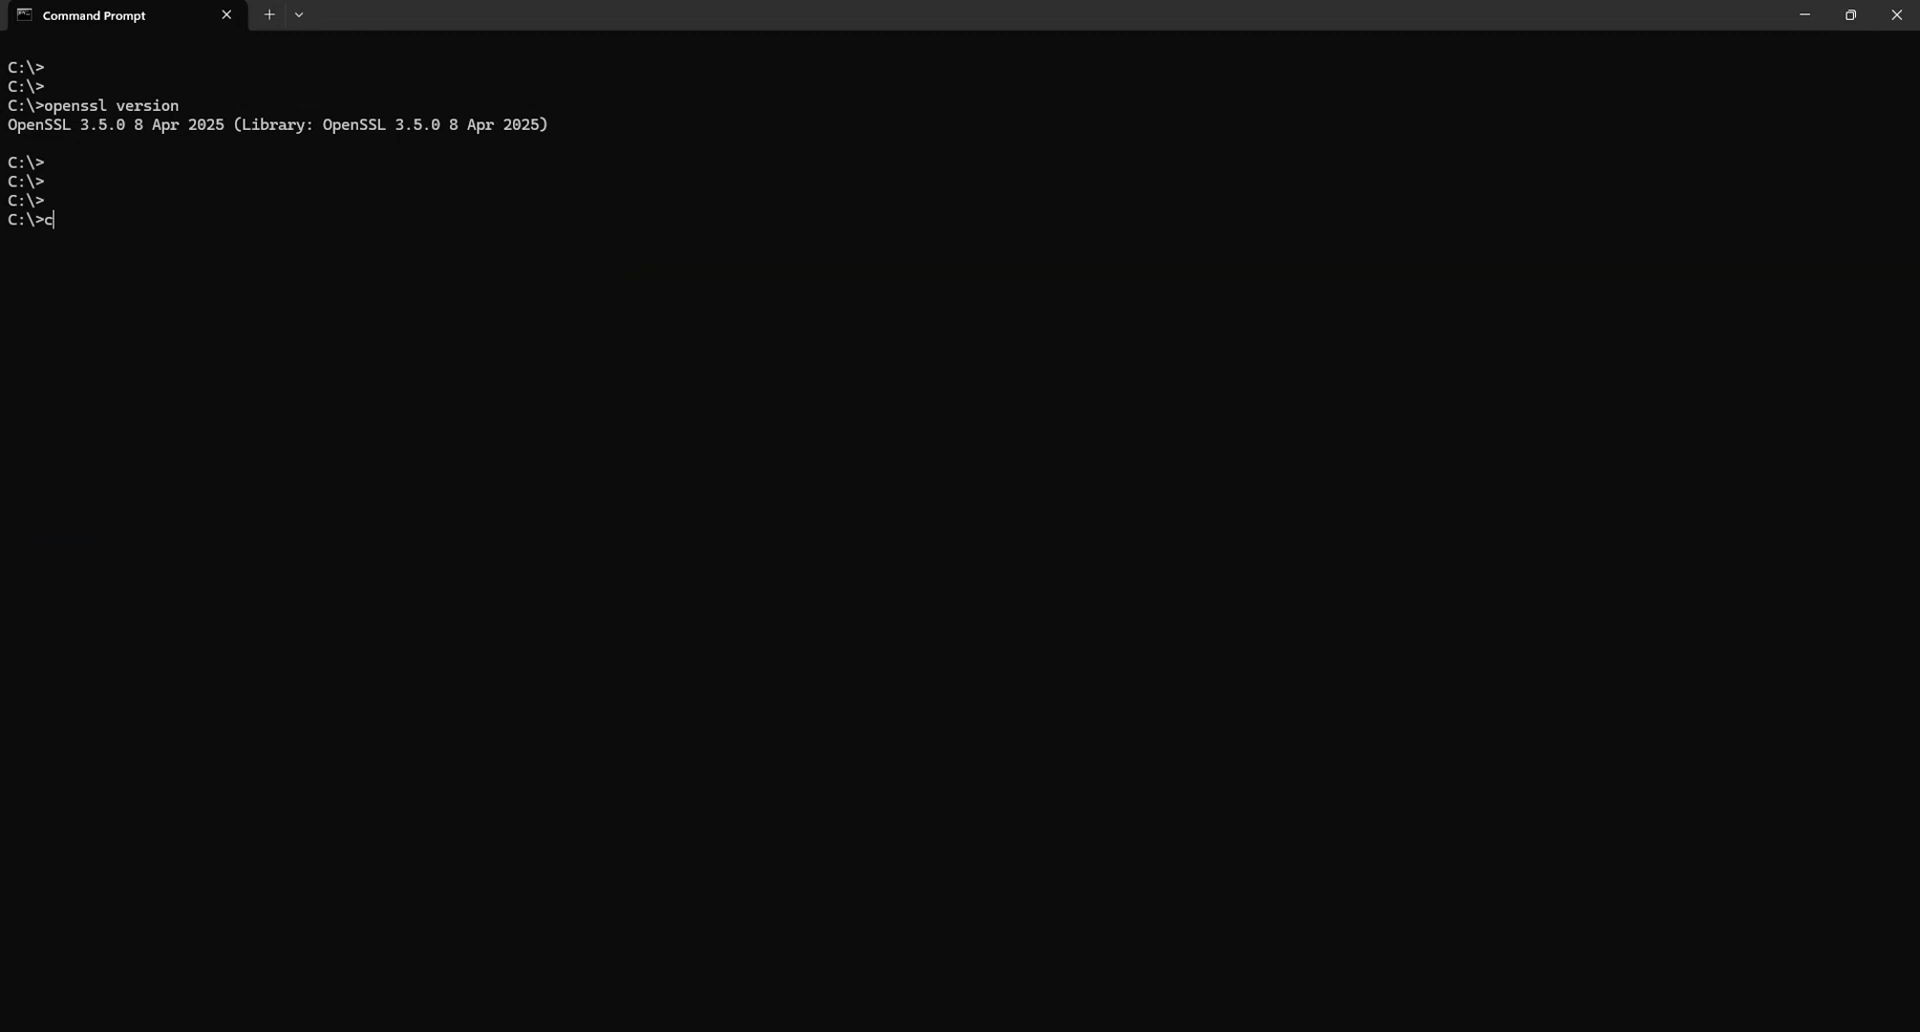 Command Prompt
C:\>
C:\>
C:\>openssl version
OpenSSL 3.5.0 8 Apr 2025 (Library: OpenSSL 3.5.0 8 Apr 2025)
C:\>
C:\>
C:\>
C:\>c